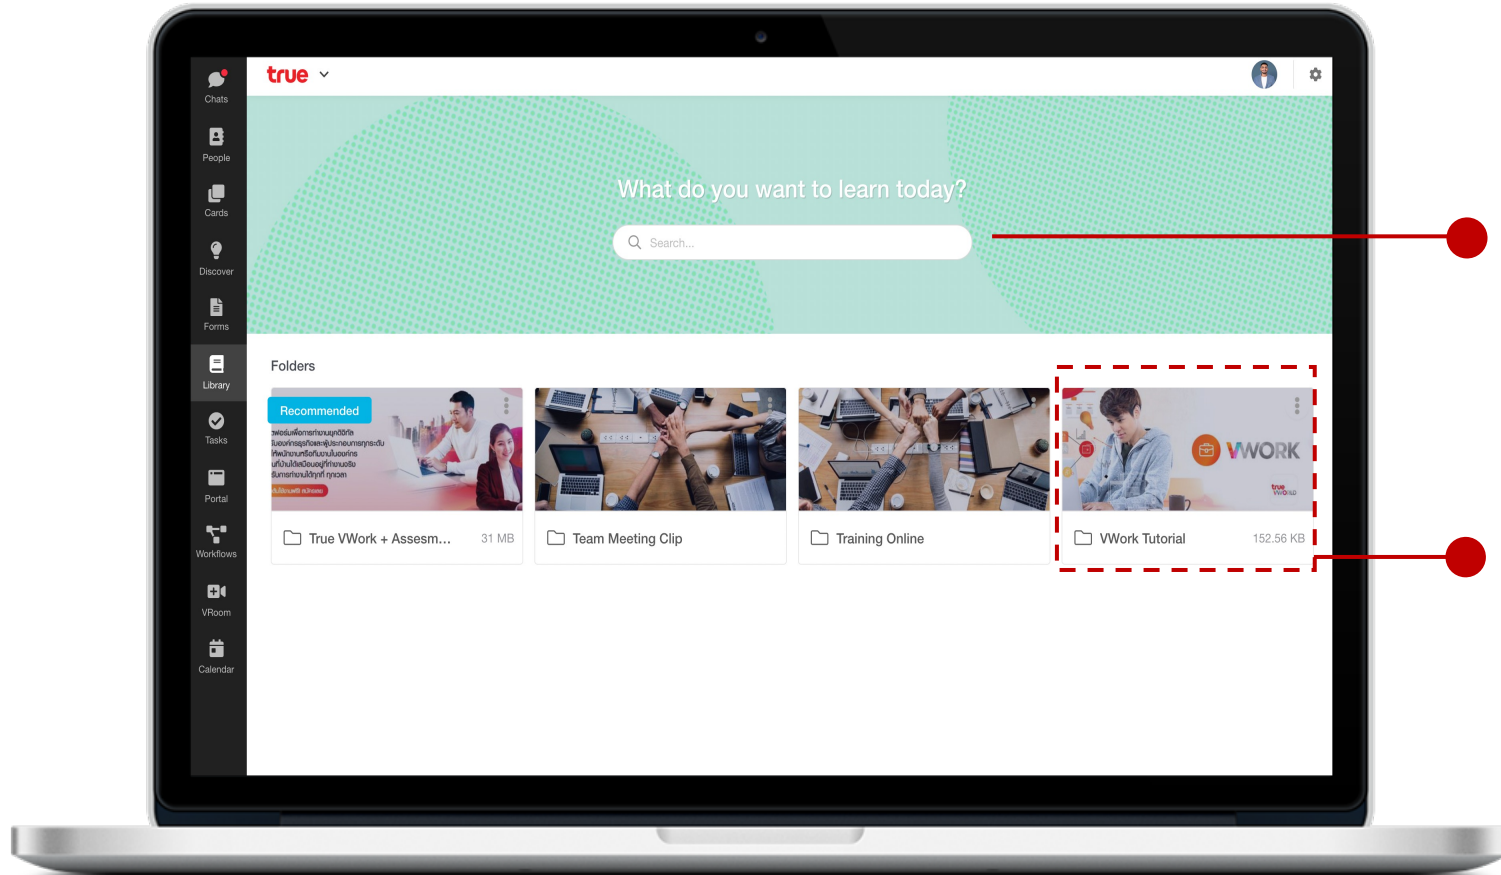 true
Chats
People
Cards
Discover
Forms
Library
Tasks
Portal
Workflows
VRoom
Calendar
What do you want to learn today?
Search...
Folders
Recommended
True VWork + Assesm...
31 MB
Team Meeting Clip
Training Online
VWORK
true
VWORLD
VWork Tutorial
152.56 KB